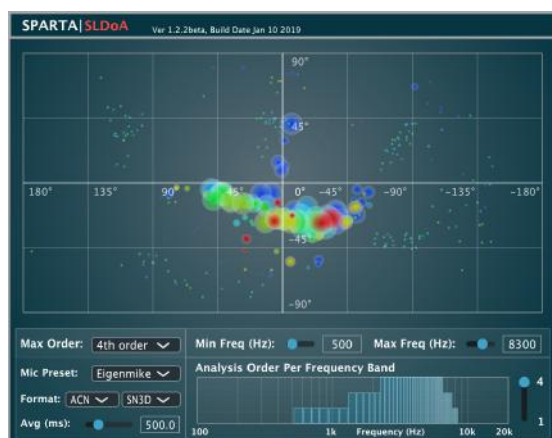 SPARTA|SLDoA Ver 1.2.2beta, Build Date Jan 10 2019
90°
45°
180° 135° 90° 45° 0° -45° -90° -135° -180°
-45°
-90°
Max Order: 4th order
Min Freq (Hz): 500 Max Freq (Hz): 8300
Mic Preset: Eigenmike
Analysis Order Per Frequency Band
Format: ACN SN3D
4
Avg (ms): 500.0
1
100 1k Frequency (Hz) 10k 20k